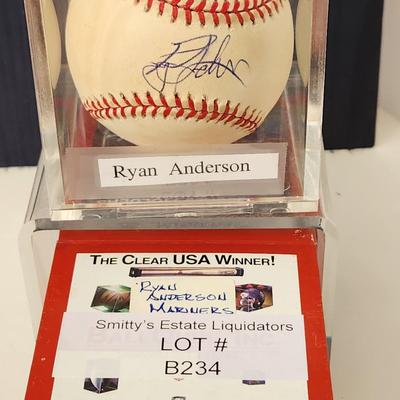 Ryan Anderson
THE CLEAR USA WINNER!
RYAN
ANDERSON
MARINERS
Smitty's Estate Liquidators
LOT #
B234